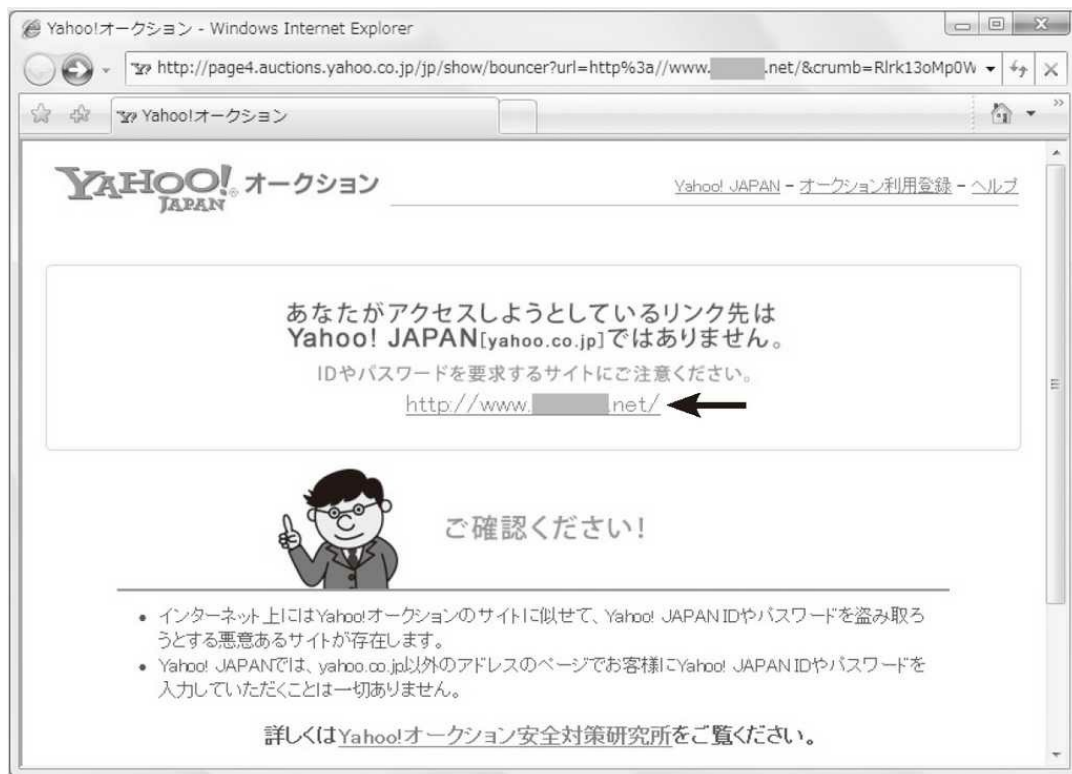 Yahoo!オークション - Windows Internet Explorer
http://page4.auctions.yahoo.co.jp/jp/show/bouncer?url=http%3a//www. .net/&crumb=Rlrk13oMp0W
Yahoo!オークション
YAHOO! JAPAN オークション
Yahoo! JAPAN - オークション利用登録 - ヘルプ
あなたがアクセスしようとしているリンク先は
Yahoo! JAPAN[yahoo.co.jp]ではありません。
IDやパスワードを要求するサイトにご注意ください。
http://www. .net/
ご確認ください!
• インターネット上にはYahoo!オークションのサイトに似せて、Yahoo! JAPAN IDやパスワードを盗み取ろ
うとする悪意あるサイトが存在します。
• Yahoo! JAPANでは、yahoo.co.jp以外のアドレスのページでお客様にYahoo! JAPAN IDやパスワードを
入力していただくことは一切ありません。
詳しくはYahoo!オークション安全対策研究所をご覧ください。